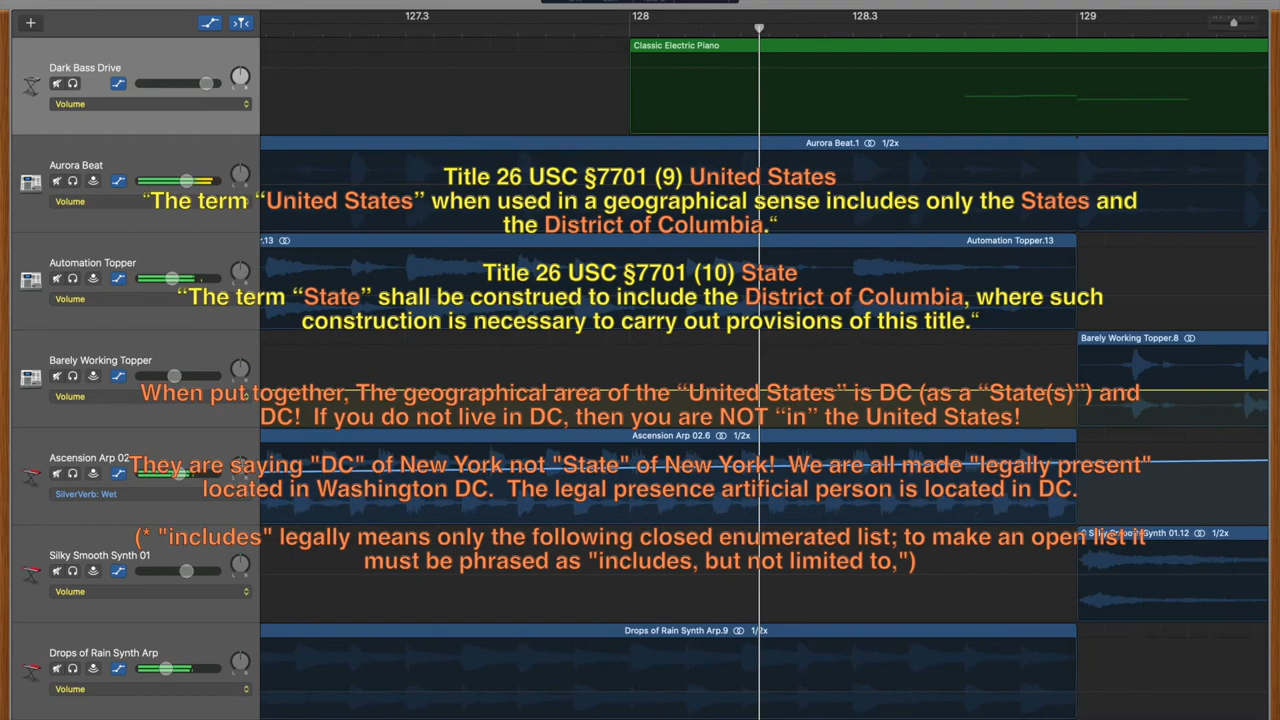 127.3
128
128.3
129
Classic Electric Piano
Dark Bass Drive
L R
Volume
Aurora Beat.1 1/2x
Aurora Beat
Volume
Title 26 USC §7701 (9) United States
“The term “United States” when used in a geographical sense includes only the States and
the District of Columbia.“
.13
Automation Topper.13
Automation Topper
Volume
Title 26 USC §7701 (10) State
“The term “State” shall be construed to include the District of Columbia, where such
construction is necessary to carry out provisions of this title.“
Barely Working Topper.8
Barely Working Topper
Volume
When put together, The geographical area of the “United States” is DC (as a “State(s)”) and
DC! If you do not live in DC, then you are NOT “in” the United States!
Ascension Arp 02.6 1/2x
Ascension Arp 02
SilverVerb: Wet
They are saying "DC" of New York not "State" of New York! We are all made "legally present"
located in Washington DC. The legal presence artificial person is located in DC.
Silky Smooth Synth 01.12 1/2x
Silky Smooth Synth 01
Volume
(* "includes" legally means only the following closed enumerated list; to make an open list it
must be phrased as "includes, but not limited to,")
Drops of Rain Synth Arp.9 1/2x
Drops of Rain Synth Arp
Volume